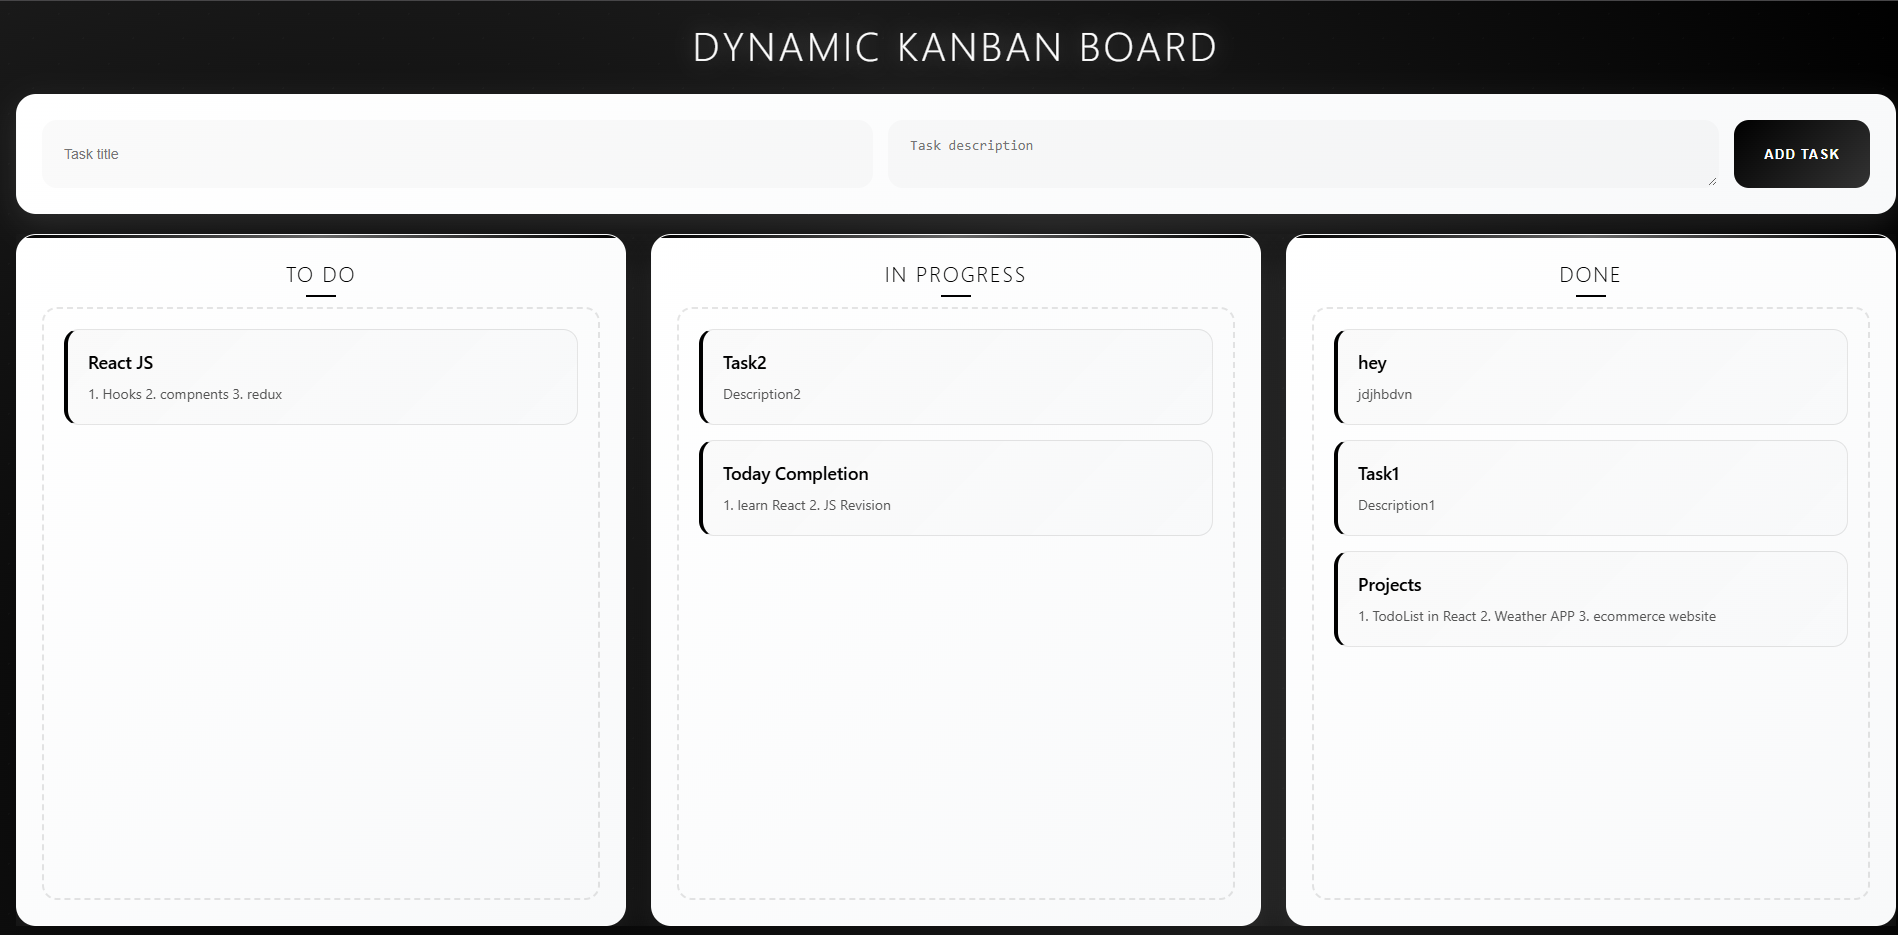 DYNAMIC KANBAN BOARD
Task title
Task description
ADD TASK
TO DO
React JS
1. Hooks 2. compnents 3. redux
IN PROGRESS
Task2
Description2
Today Completion
1. learn React 2. JS Revision
DONE
hey
jdjhbdvn
Task1
Description1
Projects
1. TodoList in React 2. Weather APP 3. ecommerce website